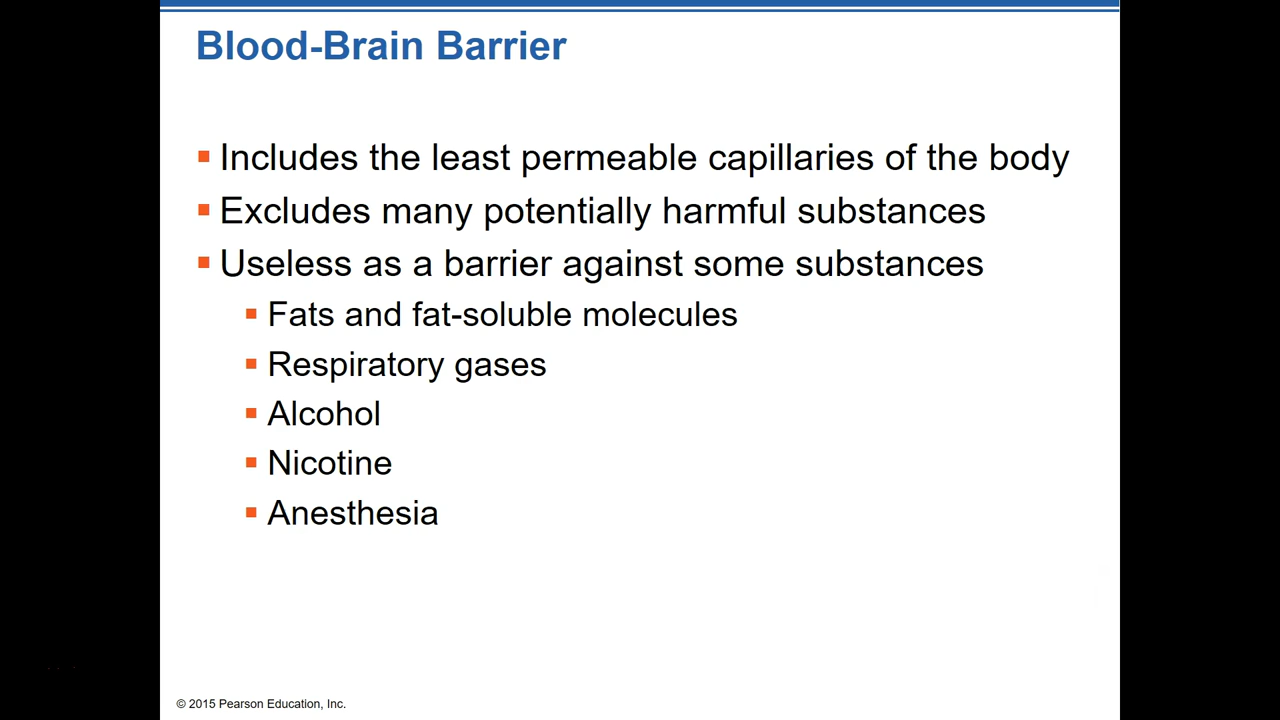 Blood-Brain Barrier
Includes the least permeable capillaries of the body
Excludes many potentially harmful substances
Useless as a barrier against some substances
Fats and fat-soluble molecules
Respiratory gases
Alcohol
Nicotine
Anesthesia
© 2015 Pearson Education, Inc.